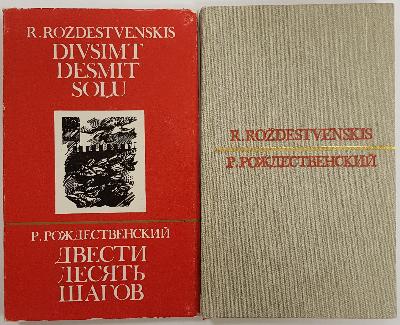 R. ROŽDESTVENSKIS
DIVSIMT
DESMIT
SOĻU
Р. РОЖДЕСТВЕНСКИЙ
ДВЕСТИ
ДЕСЯТЬ
ШАГОВ
R. ROŽDESTVENSKIS
Р. РОЖДЕСТВЕНСКИЙ